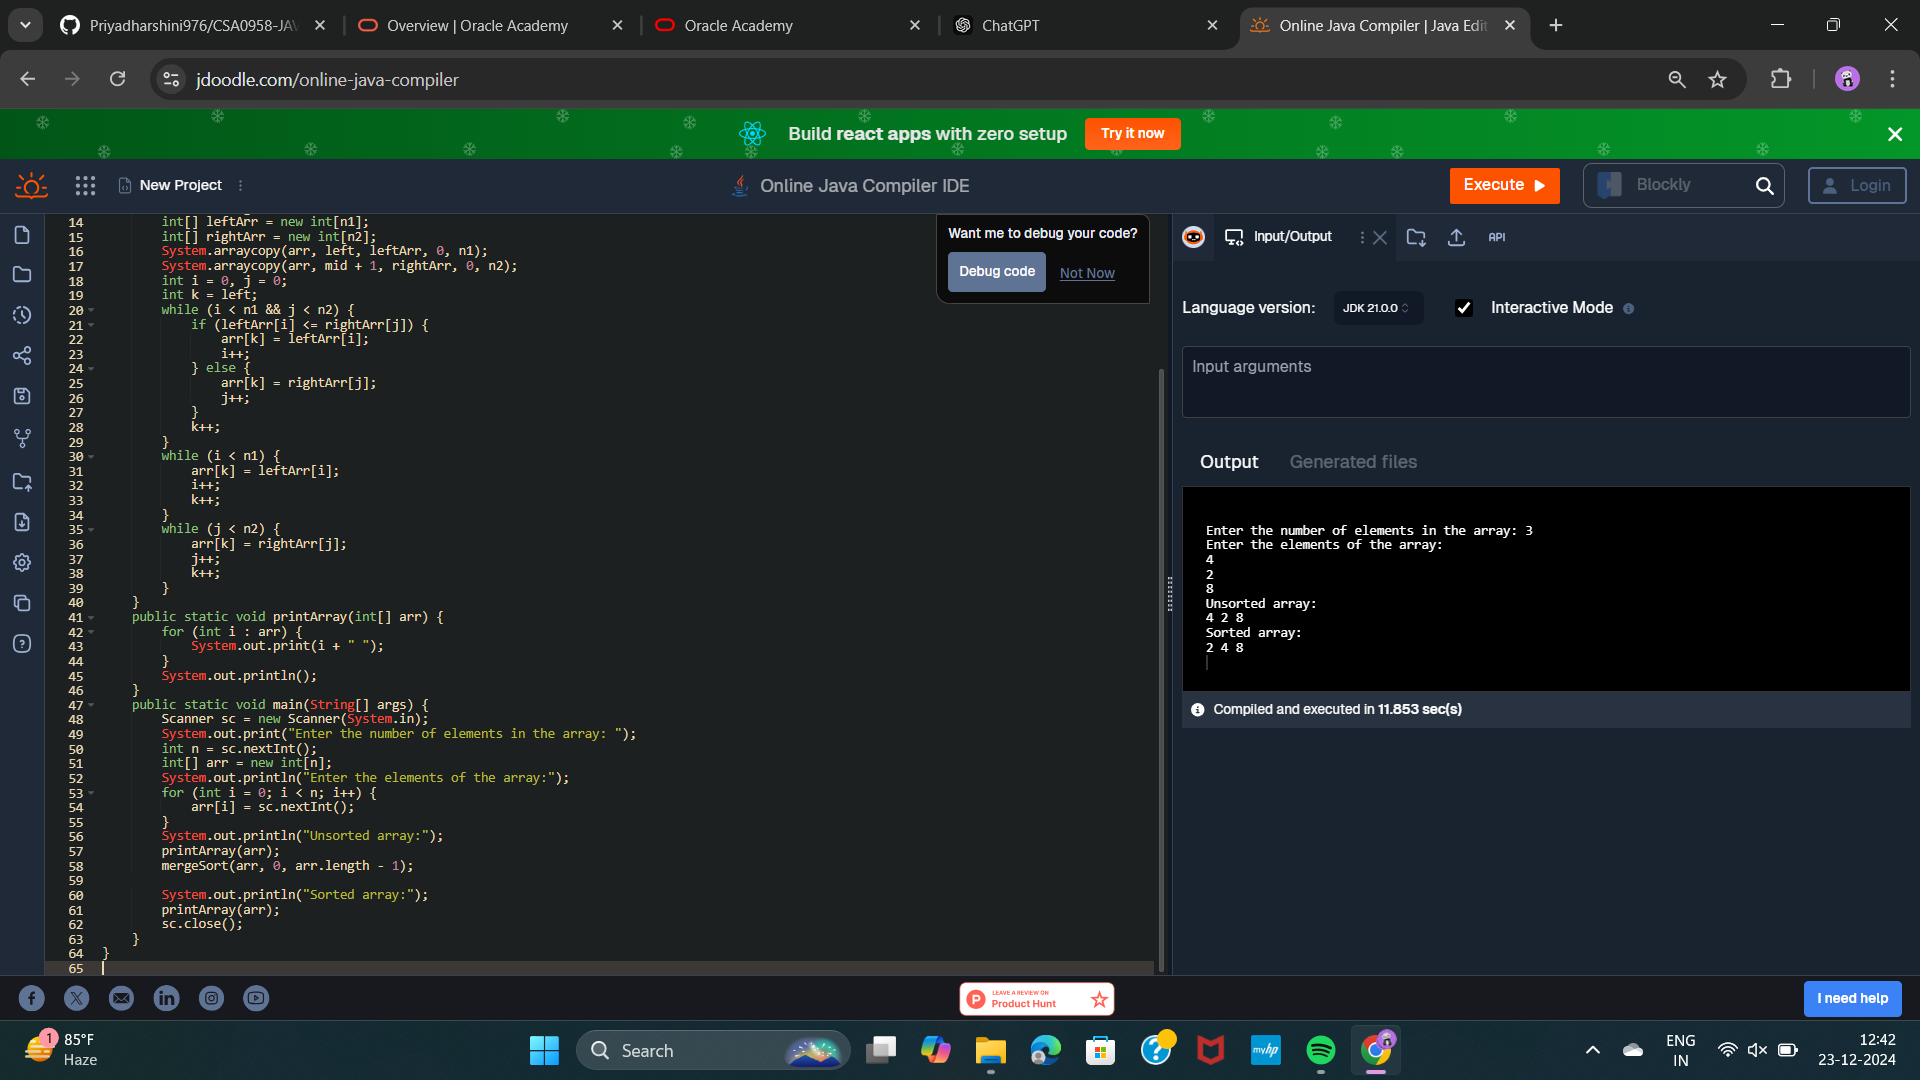 Priyadharshini976/CSA0958-JAV
Overview | Oracle Academy
Oracle Academy
ChatGPT
Online Java Compiler | Java Edit
jdoodle.com/online-java-compiler
Build react apps with zero setup
Try it now
New Project
Online Java Compiler IDE
Execute
Blockly
Login
14 int[] leftArr = new int[n1];
15 int[] rightArr = new int[n2];
16 System.arraycopy(arr, left, leftArr, 0, n1);
17 System.arraycopy(arr, mid + 1, rightArr, 0, n2);
18 int i = 0, j = 0;
19 int k = left;
20 while (i < n1 && j < n2) {
21 if (leftArr[i] <= rightArr[j]) {
22 arr[k] = leftArr[i];
23 i++;
24 } else {
25 arr[k] = rightArr[j];
26 j++;
27 }
28 k++;
29 }
30 while (i < n1) {
31 arr[k] = leftArr[i];
32 i++;
33 k++;
34 }
35 while (j < n2) {
36 arr[k] = rightArr[j];
37 j++;
38 k++;
39 }
40 }
41 public static void printArray(int[] arr) {
42 for (int i : arr) {
43 System.out.print(i + " ");
44 }
45 System.out.println();
46 }
47 public static void main(String[] args) {
48 Scanner sc = new Scanner(System.in);
49 System.out.print("Enter the number of elements in the array: ");
50 int n = sc.nextInt();
51 int[] arr = new int[n];
52 System.out.println("Enter the elements of the array:");
53 for (int i = 0; i < n; i++) {
54 arr[i] = sc.nextInt();
55 }
56 System.out.println("Unsorted array:");
57 printArray(arr);
58 mergeSort(arr, 0, arr.length - 1);
59
60 System.out.println("Sorted array:");
61 printArray(arr);
62 sc.close();
63 }
64 }
65
Want me to debug your code?
Debug code
Not Now
Input/Output
API
Language version:
JDK 21.0.0
Interactive Mode
Input arguments
Output
Generated files
Enter the number of elements in the array: 3
Enter the elements of the array:
4
2
8
Unsorted array:
4 2 8
Sorted array:
2 4 8
Compiled and executed in 11.853 sec(s)
LEAVE A REVIEW ON
Product Hunt
I need help
1
85°F
Haze
Search
myhp
ENG
IN
12:42
23-12-2024